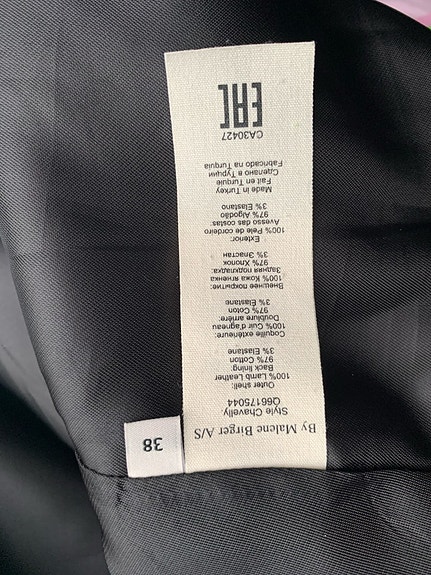 By Malene Birger A/S
Style Chavelly
Q66175044
Outer shell:
100% Lamb Leather
Back lining:
97% Cotton
3% Elastane
Coquille extérieure:
100% Cuir d'agneau
Doublure arrière:
97% Coton
3% Elastane
Внешнее покрытие:
100% Кожа ягненка
Задняя подкладка:
97% Хлопок
3% Эластан
Exterior:
100% Pele de cordeiro
Avesso das costas:
97% Algodão
3% Elastano
Made in Turkey
Fait en Turquie
Сделано в Турции
Fabricado na Turquia
CA30427
EAC
38